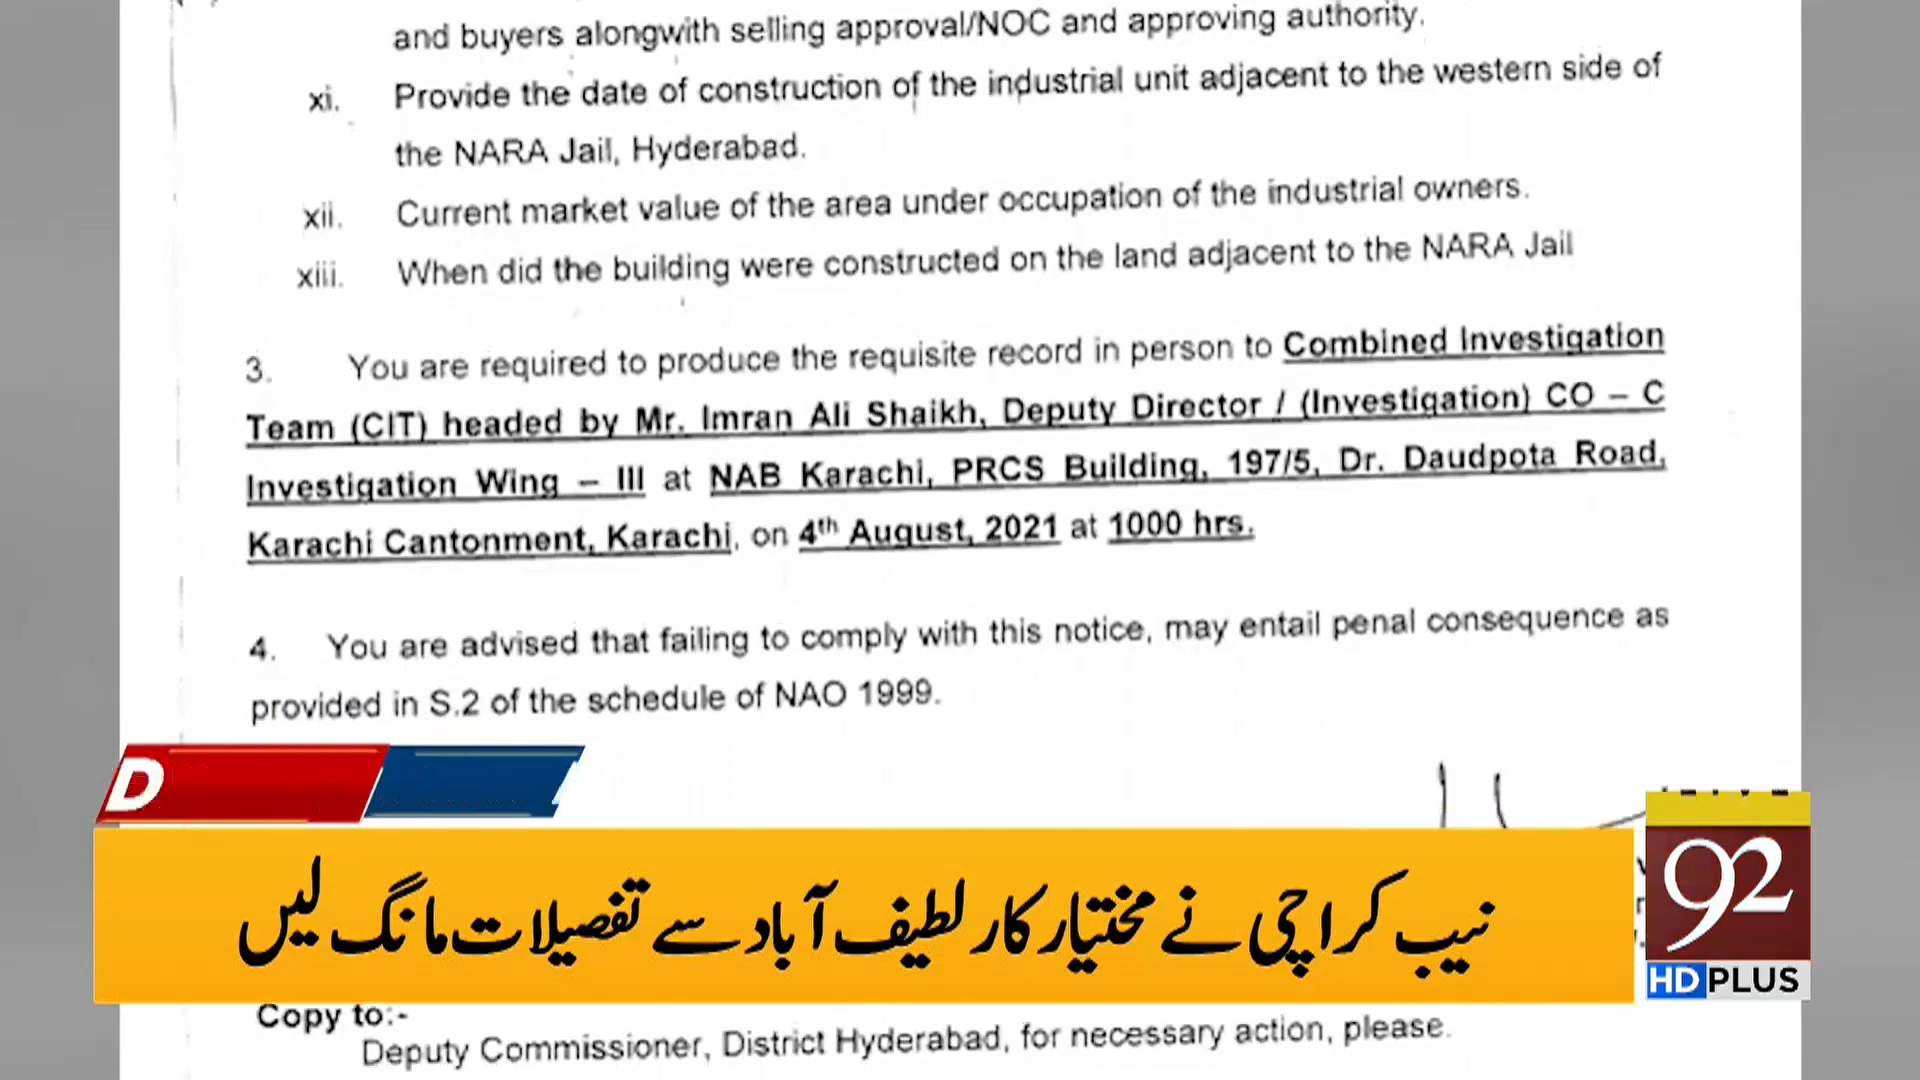 and buyers alongwith selling approval/NOC and approving authority.
xi. Provide the date of construction of the industrial unit adjacent to the western side of
the NARA Jail, Hyderabad.
xii. Current market value of the area under occupation of the industrial owners.
xiii. When did the building were constructed on the land adjacent to the NARA Jail
3. You are required to produce the requisite record in person to Combined Investigation
Team (CIT) headed by Mr. Imran Ali Shaikh, Deputy Director / (Investigation) CO – C
Investigation Wing – III at NAB Karachi, PRCS Building, 197/5, Dr. Daudpota Road,
Karachi Cantonment, Karachi, on 4th August, 2021 at 1000 hrs.
4. You are advised that failing to comply with this notice, may entail penal consequence as
provided in S.2 of the schedule of NAO 1999.
D
نیب کراچی نے مختیار کار لطیف آباد سے تفصیلات مانگ لیں
92
HD PLUS
Copy to:-
Deputy Commissioner, District Hyderabad, for necessary action, please.